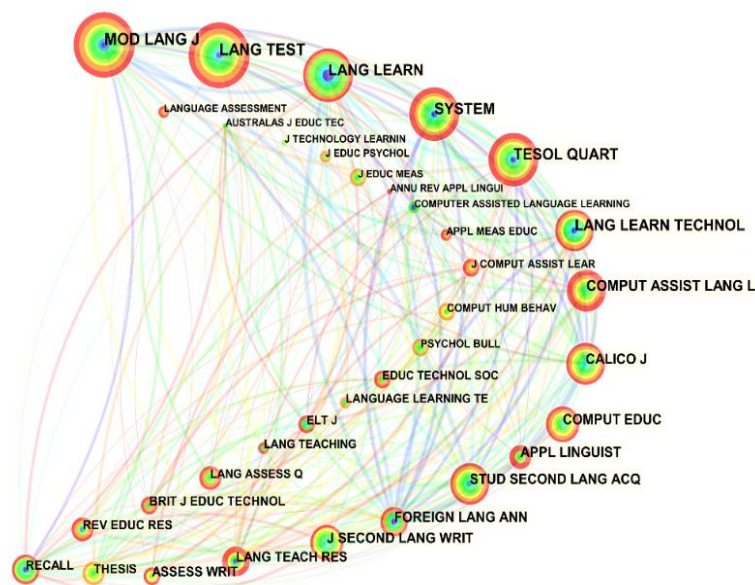 MOD LANG J
LANG TEST
LANG LEARN
SYSTEM
LANGUAGE ASSESSMENT
AUSTRALAS J EDUC TEC
J TECHNOLOGY LEARNIN
J EDUC PSYCHOL
TESOL QUART
J EDUC MEAS
ANNU REV APPL LINGUI
COMPUTER ASSISTED LANGUAGE LEARNING
LANG LEARN TECHNOL
APPL MEAS EDUC
J COMPUT ASSIST LEAR
COMPUT ASSIST LANG L
COMPUT HUM BEHAV
PSYCHOL BULL
CALICO J
EDUC TECHNOL SOC
LANGUAGE LEARNING TE
ELT J
COMPUT EDUC
LANG TEACHING
APPL LINGUIST
LANG ASSESS Q
STUD SECOND LANG ACQ
BRIT J EDUC TECHNOL
FOREIGN LANG ANN
REV EDUC RES
J SECOND LANG WRIT
LANG TEACH RES
RECALL
THESIS
ASSESS WRIT